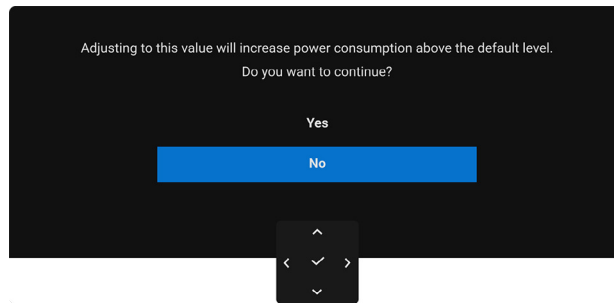 Adjusting to this value will increase power consumption above the default level.
Do you want to continue?
Yes
No